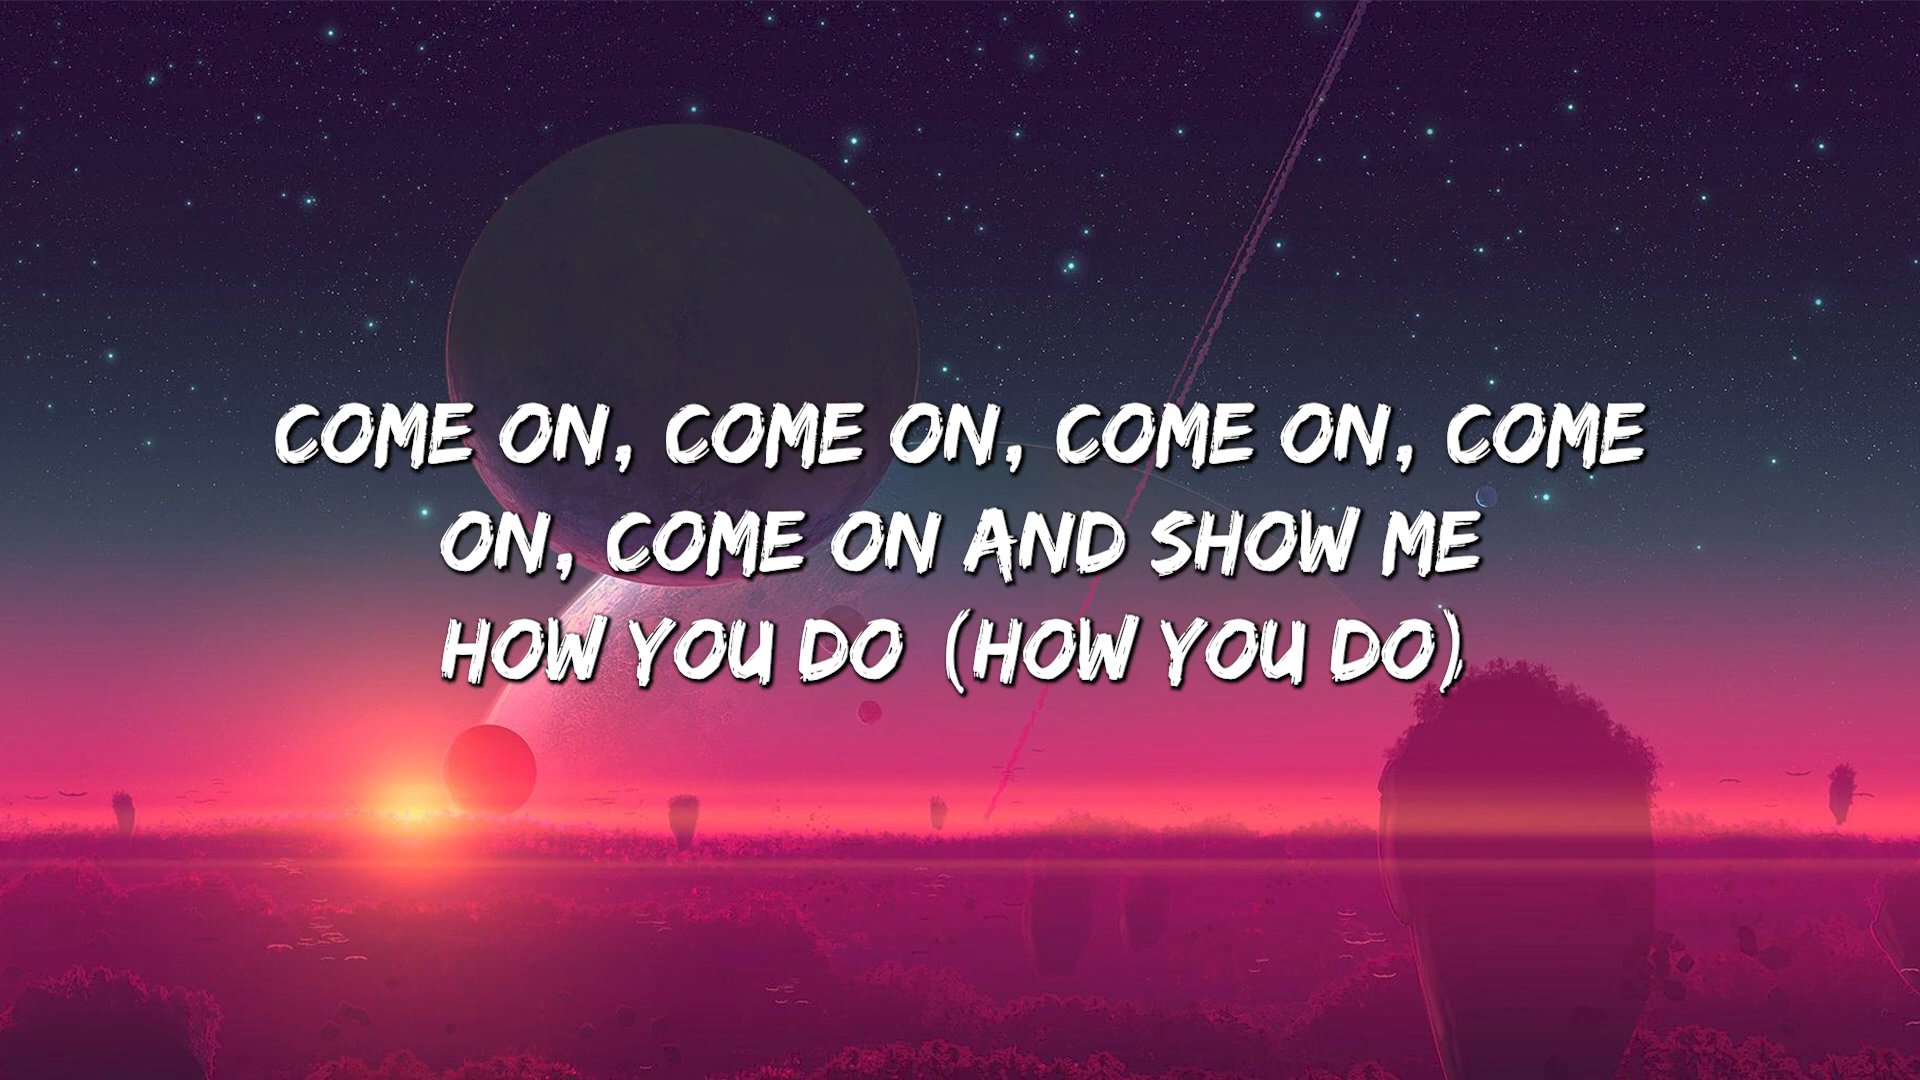 COME ON, COME ON, COME ON, COME
ON, COME ON AND SHOW ME
HOW YOU DO (HOW YOU DO)